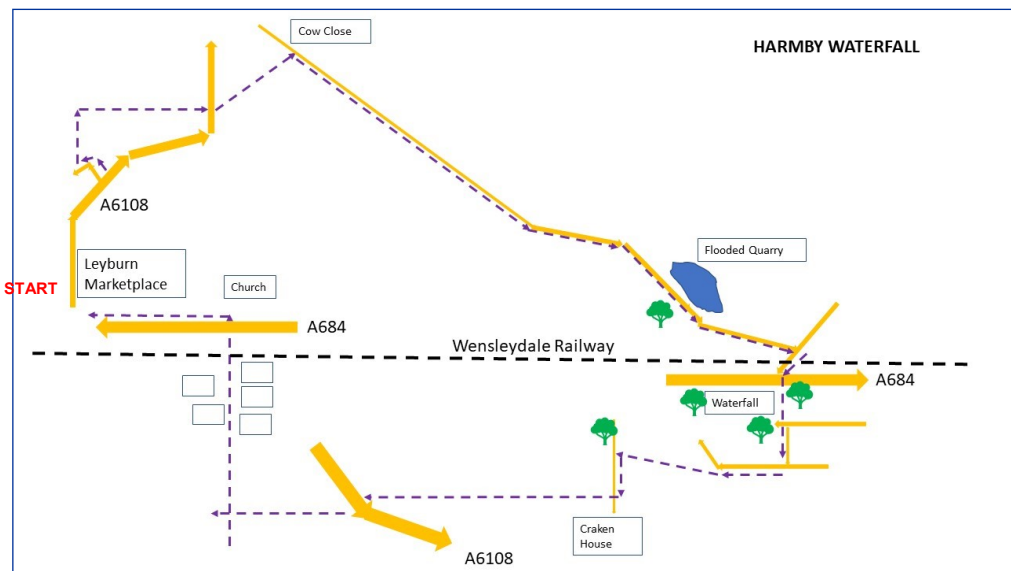 Cow Close
HARMBY WATERFALL
A6108
Flooded Quarry
Leyburn
Marketplace
START
Church
A684
Wensleydale Railway
A684
Waterfall
Craken
House
A6108